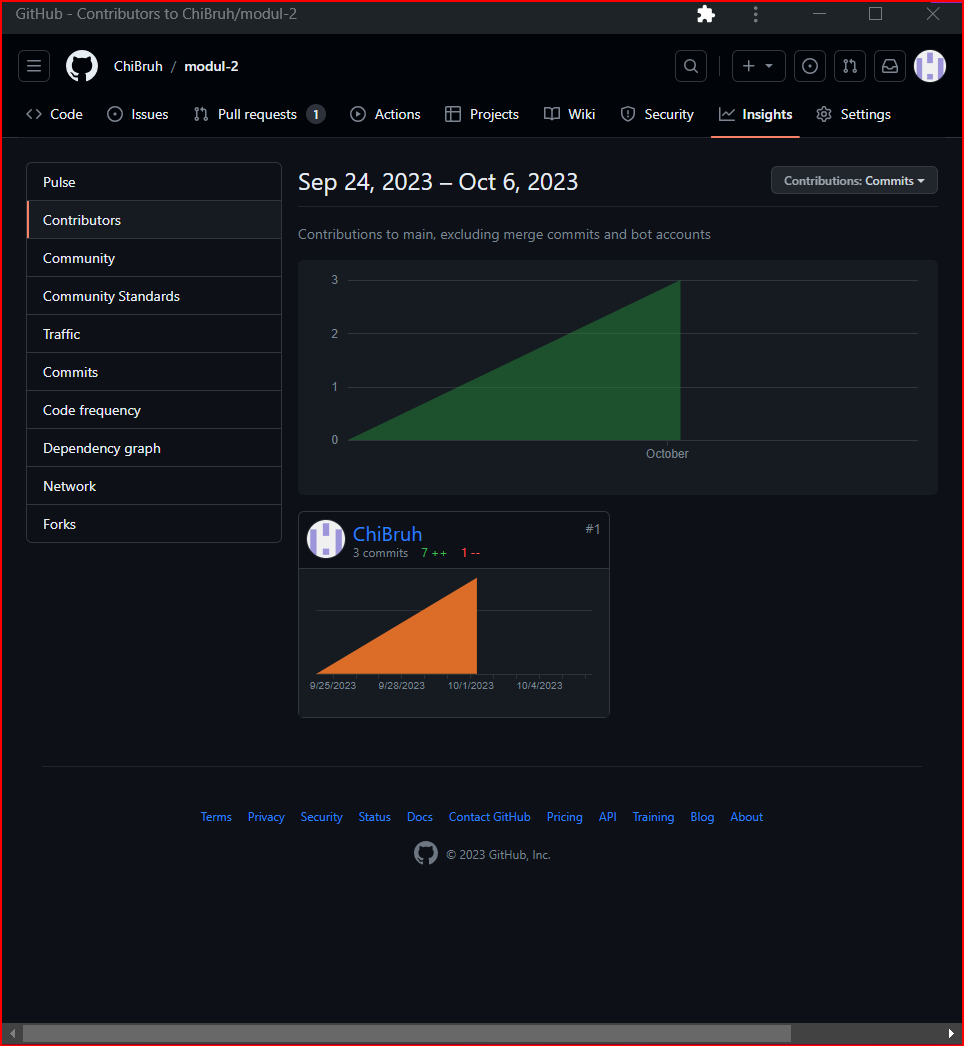 GitHub - Contributors to ChiBruh/modul-2
ChiBruh / modul-2
Code Issues Pull requests 1 Actions Projects Wiki Security Insights Settings
Pulse
Contributors
Community
Community Standards
Traffic
Commits
Code frequency
Dependency graph
Network
Forks
Sep 24, 2023 – Oct 6, 2023
Contributions: Commits
Contributions to main, excluding merge commits and bot accounts
3
2
1
0
October
ChiBruh
#1
3 commits 7 ++ 1 --
9/25/2023 9/28/2023 10/1/2023 10/4/2023
Terms Privacy Security Status Docs Contact GitHub Pricing API Training Blog About
© 2023 GitHub, Inc.